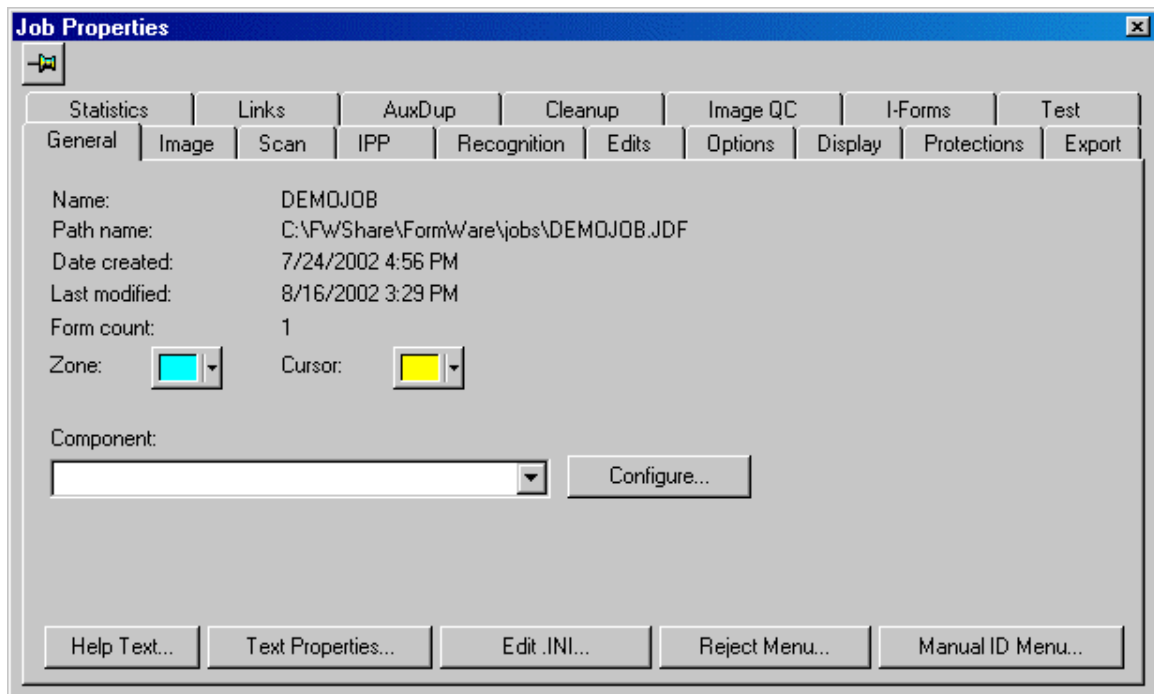 Job Properties
Statistics Links AuxDup Cleanup Image QC I-Forms Test
General Image Scan IPP Recognition Edits Options Display Protections Export
Name: DEMOJOB
Path name: C:\FWShare\FormWare\jobs\DEMOJOB.JDF
Date created: 7/24/2002 4:56 PM
Last modified: 8/16/2002 3:29 PM
Form count: 1
Zone: Cursor:
Component:
Configure...
Help Text... Text Properties... Edit .INI... Reject Menu... Manual ID Menu...